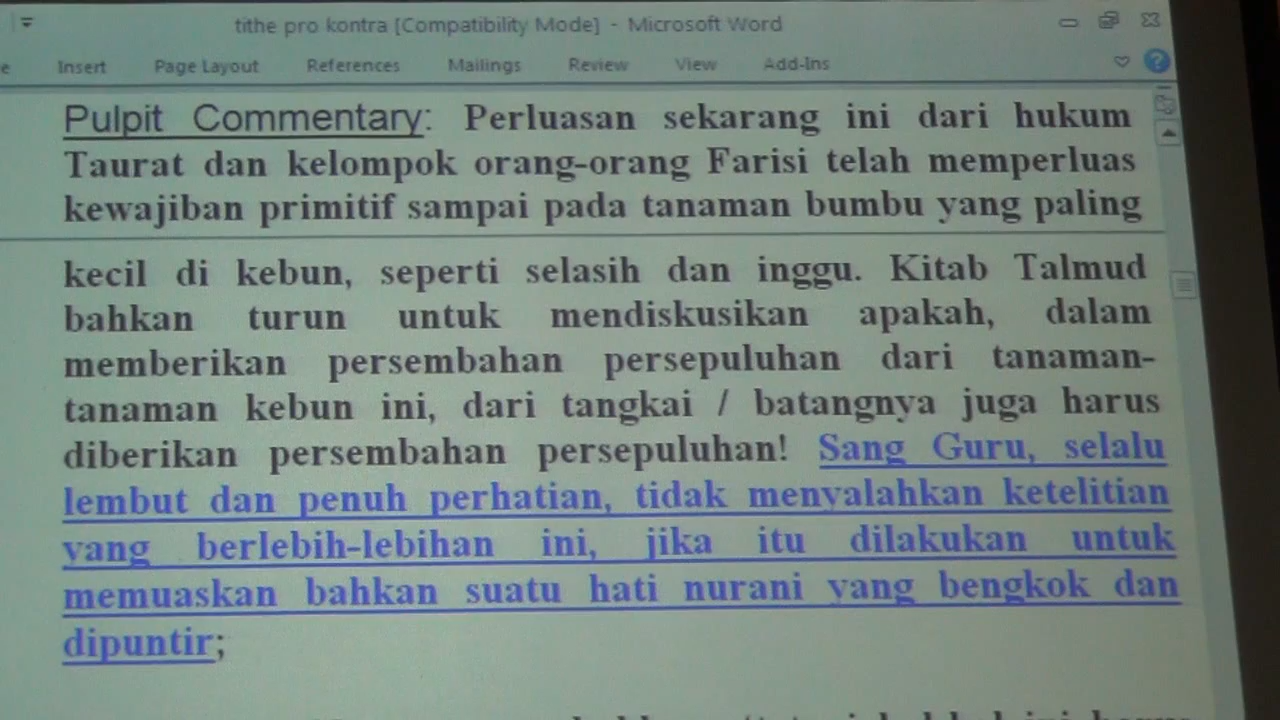 tithe pro kontra [Compatibility Mode] - Microsoft Word
e Insert Page Layout References Mailings Review View Add-Ins
Pulpit Commentary: Perluasan sekarang ini dari hukum
Taurat dan kelompok orang-orang Farisi telah memperluas
kewajiban primitif sampai pada tanaman bumbu yang paling
kecil di kebun, seperti selasih dan inggu. Kitab Talmud
bahkan turun untuk mendiskusikan apakah, dalam
memberikan persembahan persepuluhan dari tanaman-
tanaman kebun ini, dari tangkai / batangnya juga harus
diberikan persembahan persepuluhan! Sang Guru, selalu
lembut dan penuh perhatian, tidak menyalahkan ketelitian
yang berlebih-lebihan ini, jika itu dilakukan untuk
memuaskan bahkan suatu hati nurani yang bengkok dan
dipuntir;